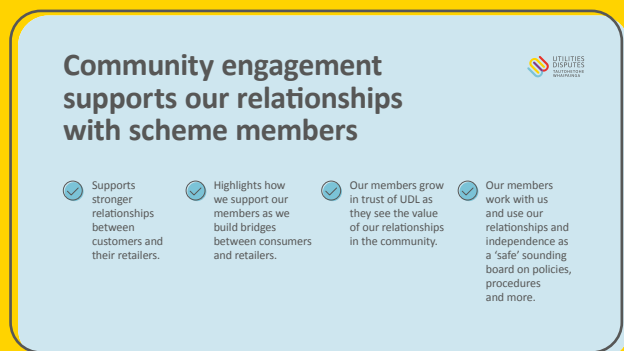 Community engagement
supports our relationships
with scheme members
UTILITIES
DISPUTES
TAUTOHETOHE
WHAIPAINGA
Supports
stronger
relationships
between
customers and
their retailers.
Highlights how
we support our
members as we
build bridges
between consumers
and retailers.
Our members grow
in trust of UDL as
they see the value
of our relationships
in the community.
Our members
work with us
and use our
relationships and
independence as
a ‘safe’ sounding
board on policies,
procedures
and more.